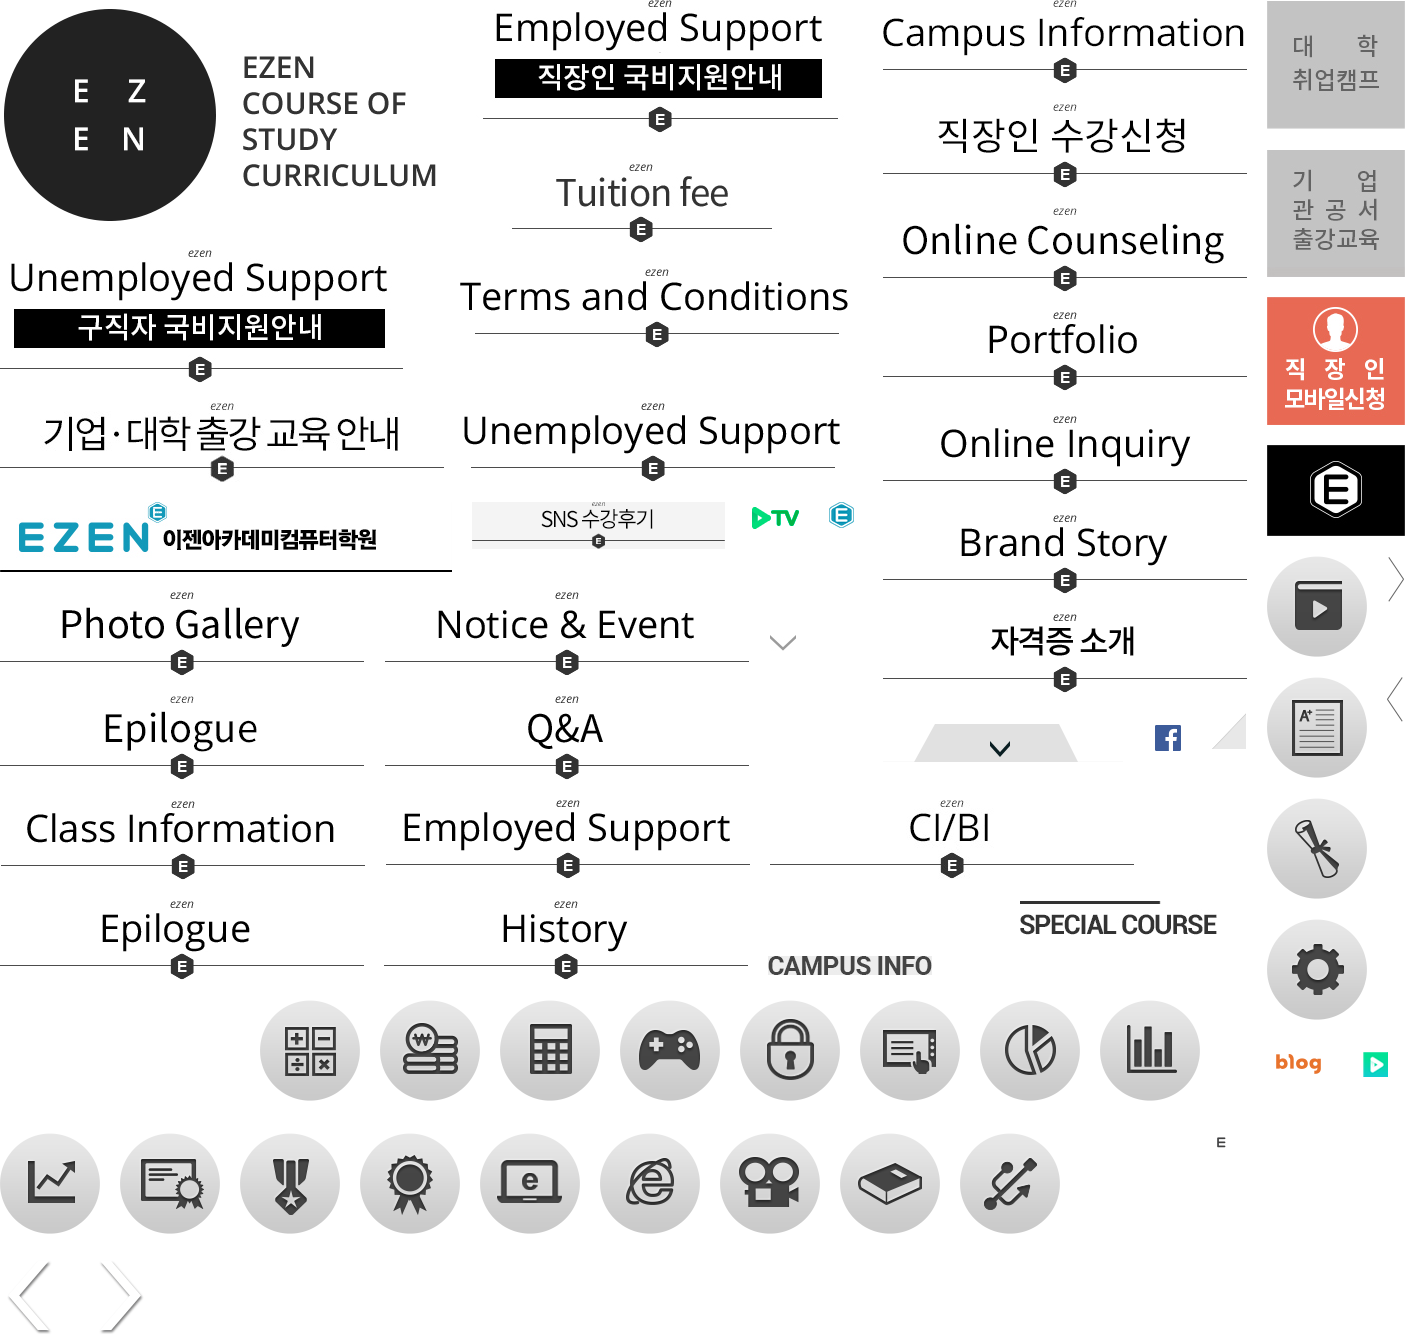 E Z
E N
EZEN
COURSE OF
STUDY
CURRICULUM
ezen
Unemployed Support
구직자 국비지원안내
E
ezen
기업·대학 출강 교육 안내
E
EZEN E 이젠아카데미컴퓨터학원
ezen
Employed Support
직장인 국비지원안내
E
ezen
Tuition fee
E
ezen
Terms and Conditions
E
ezen
Unemployed Support
E
ezen
SNS 수강후기
E
TV
E
ezen
Campus Information
E
ezen
직장인 수강신청
E
ezen
Online Counseling
E
ezen
Portfolio
E
ezen
Online Inquiry
E
ezen
Brand Story
E
ezen
자격증 소개
E
대 학
취업캠프
기 업
관 공 서
출강교육
직 장 인
모바일신청
E
A+
ezen
Photo Gallery
E
ezen
Notice & Event
E
ezen
Epilogue
E
ezen
Q&A
E
f
ezen
Class Information
E
ezen
Employed Support
E
ezen
CI/BI
E
ezen
Epilogue
E
ezen
History
E
SPECIAL COURSE
CAMPUS INFO
₩
blog
E
e
e